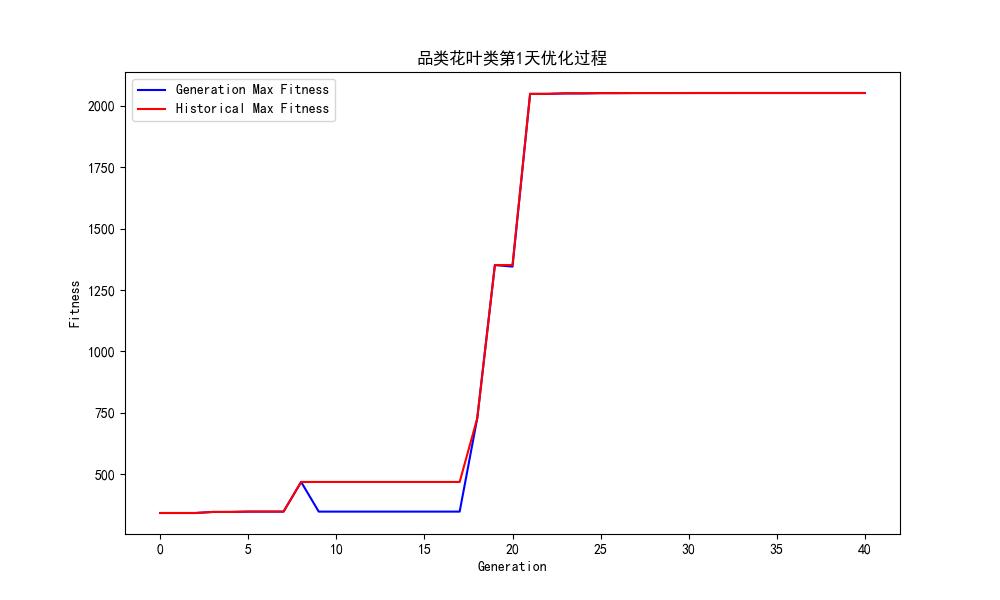 品类花叶类第1天优化过程
Generation Max Fitness
Historical Max Fitness
2000
1750
1500
1250
1000
750
500
Fitness
0 5 10 15 20 25 30 35 40
Generation